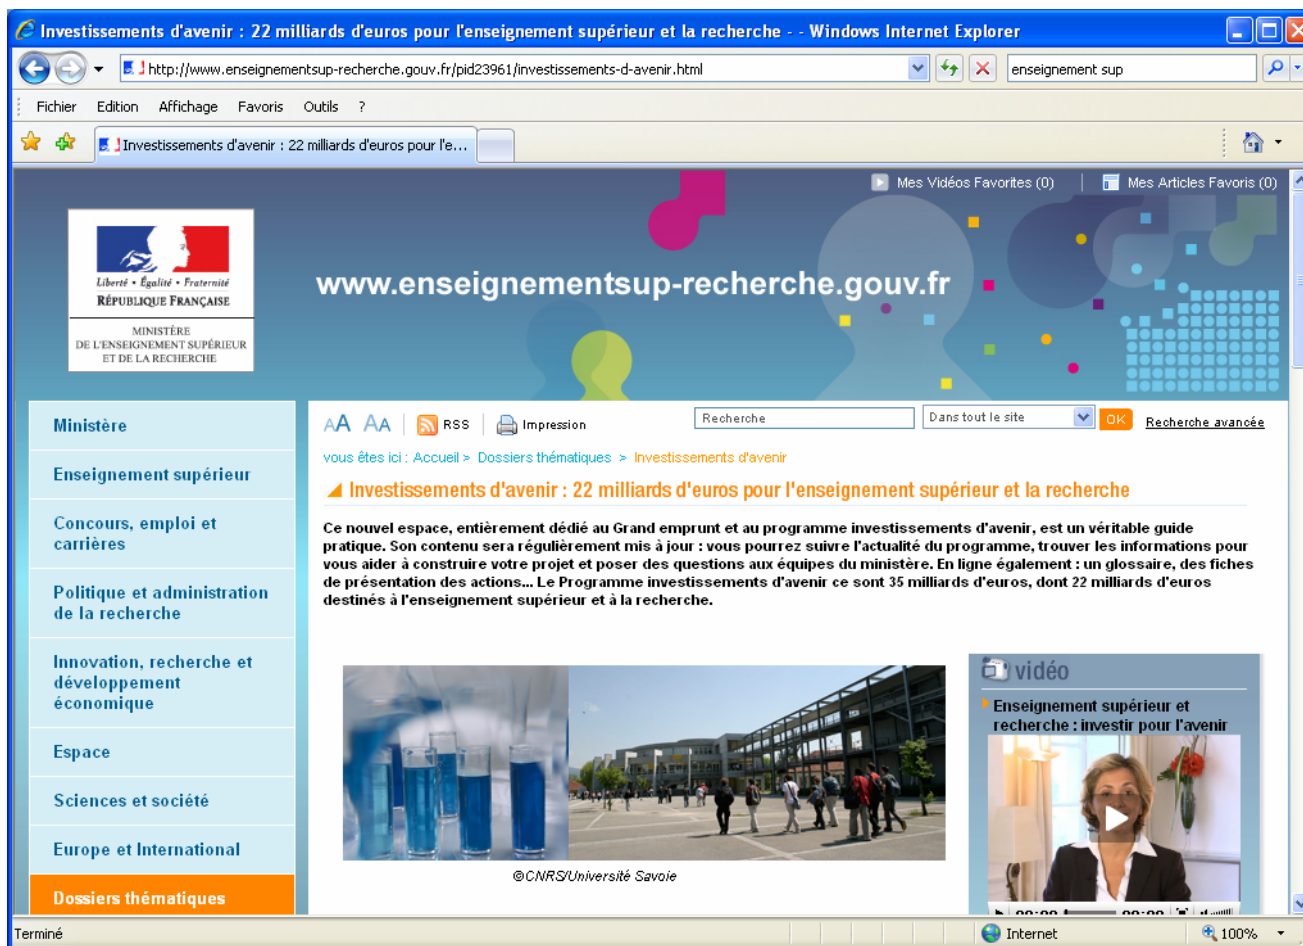 Investissements d'avenir : 22 milliards d'euros pour l'enseignement supérieur et la recherche - - Windows Internet Explorer
http://www.enseignementsup-recherche.gouv.fr/pid23961/investissements-d-avenir.html
enseignement sup
Fichier Edition Affichage Favoris Outils ?
Investissements d'avenir : 22 milliards d'euros pour l'e...
Mes Vidéos Favorites (0) Mes Articles Favoris (0)
Liberté • Égalité • Fraternité
RÉPUBLIQUE FRANÇAISE
MINISTÈRE
DE L'ENSEIGNEMENT SUPÉRIEUR
ET DE LA RECHERCHE
www.enseignementsup-recherche.gouv.fr
Ministère
Enseignement supérieur
Concours, emploi et
carrières
Politique et administration
de la recherche
Innovation, recherche et
développement
économique
Espace
Sciences et société
Europe et International
Dossiers thématiques
AA AA RSS Impression Recherche Dans tout le site OK Recherche avancée
vous êtes ici : Accueil > Dossiers thématiques > Investissements d'avenir
Investissements d'avenir : 22 milliards d'euros pour l'enseignement supérieur et la recherche
Ce nouvel espace, entièrement dédié au Grand emprunt et au programme investissements d'avenir, est un véritable guide
pratique. Son contenu sera régulièrement mis à jour : vous pourrez suivre l'actualité du programme, trouver les informations pour
vous aider à construire votre projet et poser des questions aux équipes du ministère. En ligne également : un glossaire, des fiches
de présentation des actions... Le Programme investissements d'avenir ce sont 35 milliards d'euros, dont 22 milliards d'euros
destinés à l'enseignement supérieur et à la recherche.
©CNRS/Université Savoie
vidéo
Enseignement supérieur et
recherche : investir pour l'avenir
00:00 00:00
Terminé Internet 100%